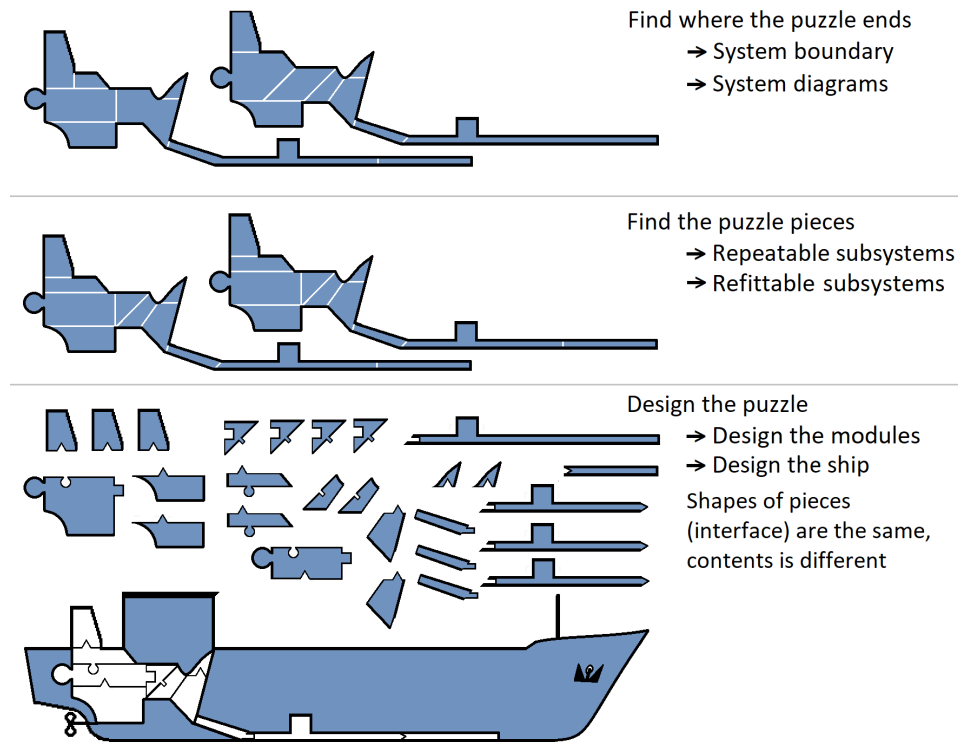 Find where the puzzle ends
→ System boundary
→ System diagrams
Find the puzzle pieces
→ Repeatable subsystems
→ Refittable subsystems
Design the puzzle
→ Design the modules
→ Design the ship
Shapes of pieces
(interface) are the same,
contents is different